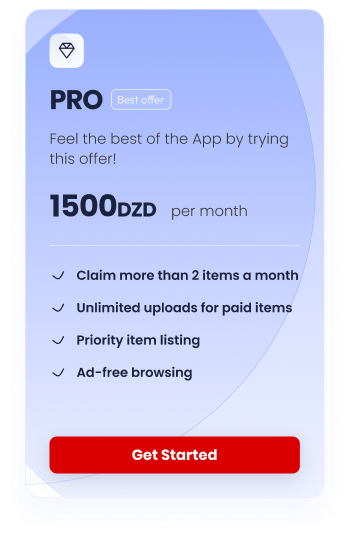 PRO Best offer
Feel the best of the App by trying
this offer!
1500DZD per month
Claim more than 2 items a month
Unlimited uploads for paid items
Priority item listing
Ad-free browsing
Get Started